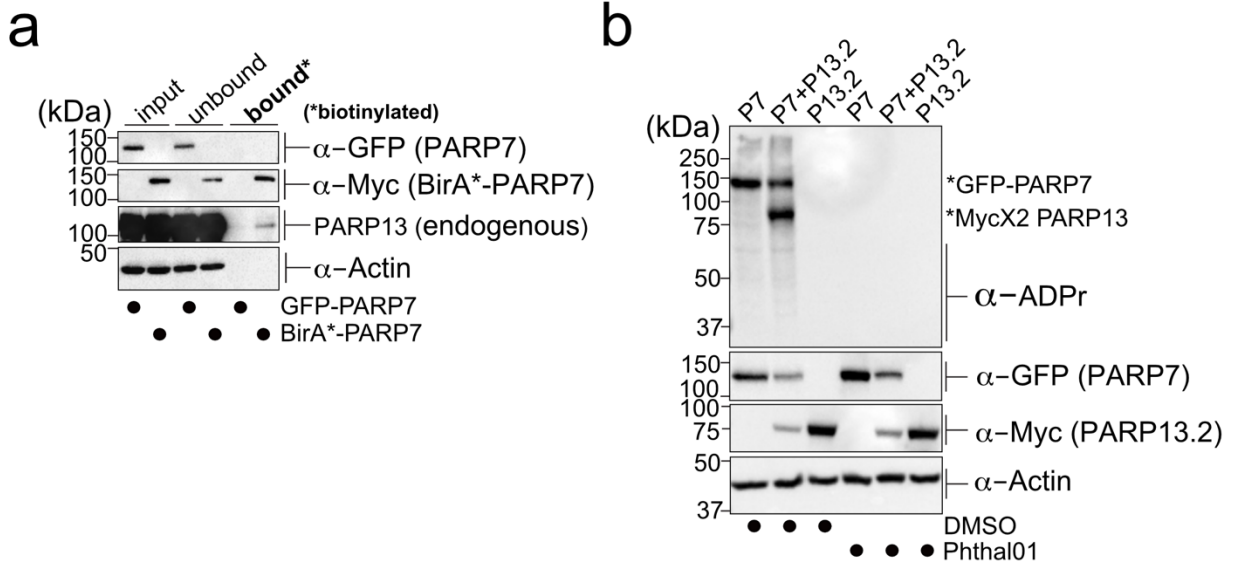 a
input unbound bound*
(kDa) (*biotinylated)
150
100
α-GFP (PARP7)
150
100
α-Myc (BirA*-PARP7)
100
PARP13 (endogenous)
50
α-Actin
GFP-PARP7
BirA*-PARP7
b
P7 P7+P13.2 P13.2 P7 P7+P13.2 P13.2
(kDa)
250
150
100
75
50
37
*GFP-PARP7
*MycX2 PARP13
α-ADPr
150
100
α-GFP (PARP7)
100
75
α-Myc (PARP13.2)
50
37
α-Actin
DMSO
Phthal01